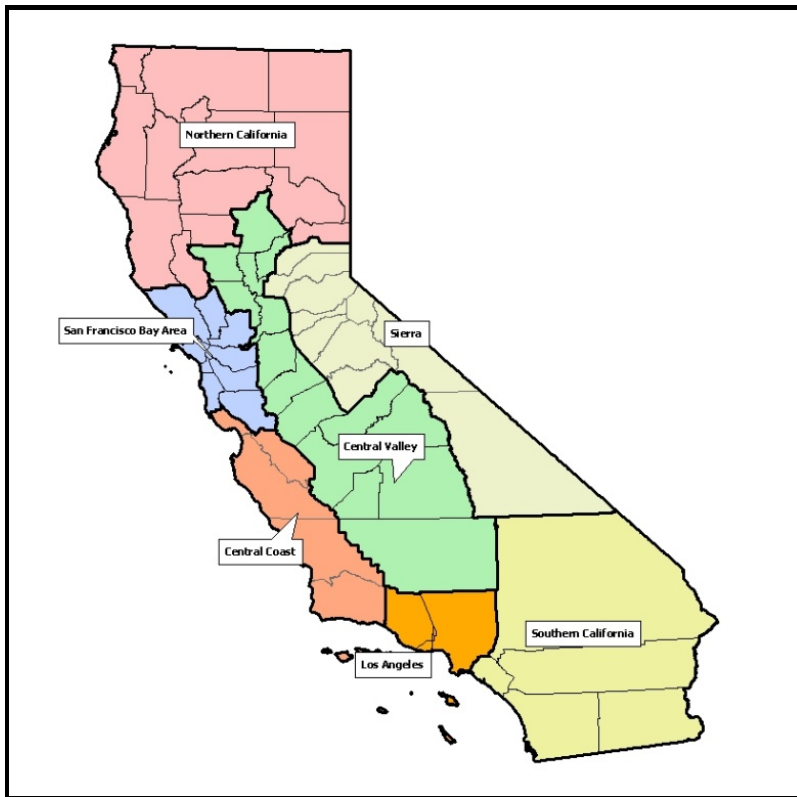 Northern California
San Francisco Bay Area
Sierra
Central Valley
Central Coast
Southern California
Los Angeles